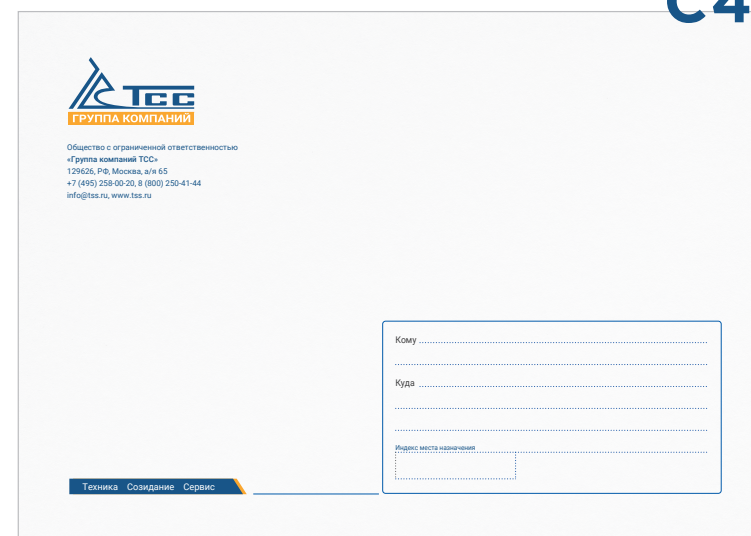 C4
ТСС
ГРУППА КОМПАНИЙ
Общество с ограниченной ответственностью
«Группа компаний ТСС»
129626, РФ, Москва, а/я 65
+7 (495) 258-00-20, 8 (800) 250-41-44
info@tss.ru, www.tss.ru
Кому
Куда
Индекс места назначения
Техника Созидание Сервис